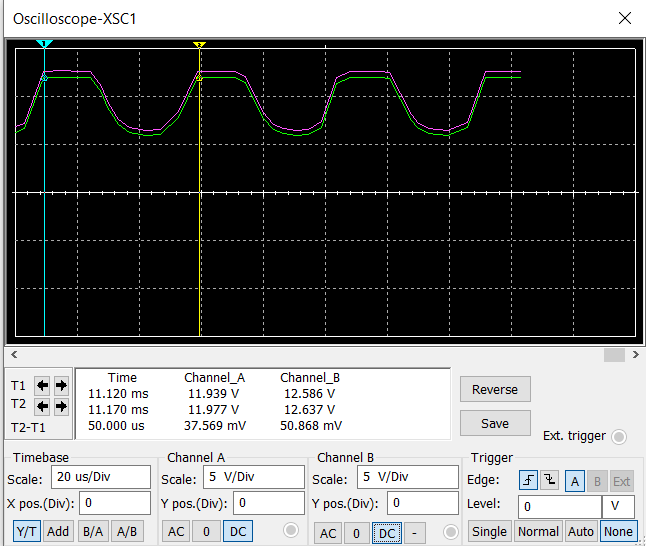 Oscilloscope-XSC1
1 2
T1
T2
T2-T1
Time Channel_A Channel_B
11.120 ms 11.939 V 12.586 V
11.170 ms 11.977 V 12.637 V
50.000 us 37.569 mV 50.868 mV
Reverse
Save
Ext. trigger
Timebase
Scale: 20 us/Div
X pos.(Div): 0
Y/T Add B/A A/B
Channel A
Scale: 5 V/Div
Y pos.(Div): 0
AC 0 DC
Channel B
Scale: 5 V/Div
Y pos.(Div): 0
AC 0 DC -
Trigger
Edge: A B Ext
Level: 0 V
Single Normal Auto None